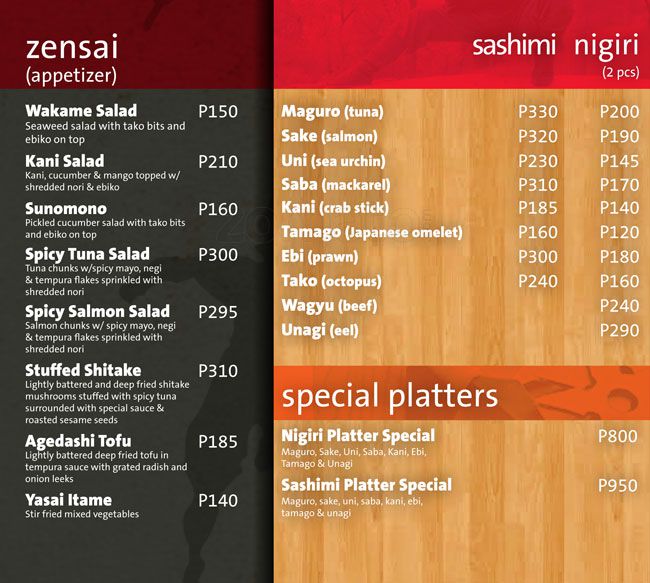 zensai
(appetizer)
Wakame Salad P150
Seaweed salad with tako bits and
ebiko on top
Kani Salad P210
Kani, cucumber & mango topped w/
shredded nori & ebiko
Sunomono P160
Pickled cucumber salad with tako bits
and ebiko on top
Spicy Tuna Salad P300
Tuna chunks w/spicy mayo, negi
& tempura flakes sprinkled with
shredded nori
Spicy Salmon Salad P295
Salmon chunks w/ spicy mayo, negi
& tempura flakes sprinkled with
shredded nori
Stuffed Shitake P310
Lightly battered and deep fried shitake
mushrooms stuffed with spicy tuna
surrounded with special sauce &
roasted sesame seeds
Agedashi Tofu P185
Lightly battered deep fried tofu in
tempura sauce with grated radish and
onion leeks
Yasai Itame P140
Stir fried mixed vegetables
sashimi nigiri
(2 pcs)
Maguro (tuna) P330 P200
Sake (salmon) P320 P190
Uni (sea urchin) P230 P145
Saba (mackarel) P310 P170
Kani (crab stick) P185 P140
Tamago (Japanese omelet) P160 P120
Ebi (prawn) P300 P180
Tako (octopus) P240 P160
Wagyu (beef) P240
Unagi (eel) P290
special platters
Nigiri Platter Special P800
Maguro, Sake, Uni, Saba, Kani, Ebi,
Tamago & Unagi
Sashimi Platter Special P950
Maguro, sake, uni, saba, kani, ebi,
tamago & unagi